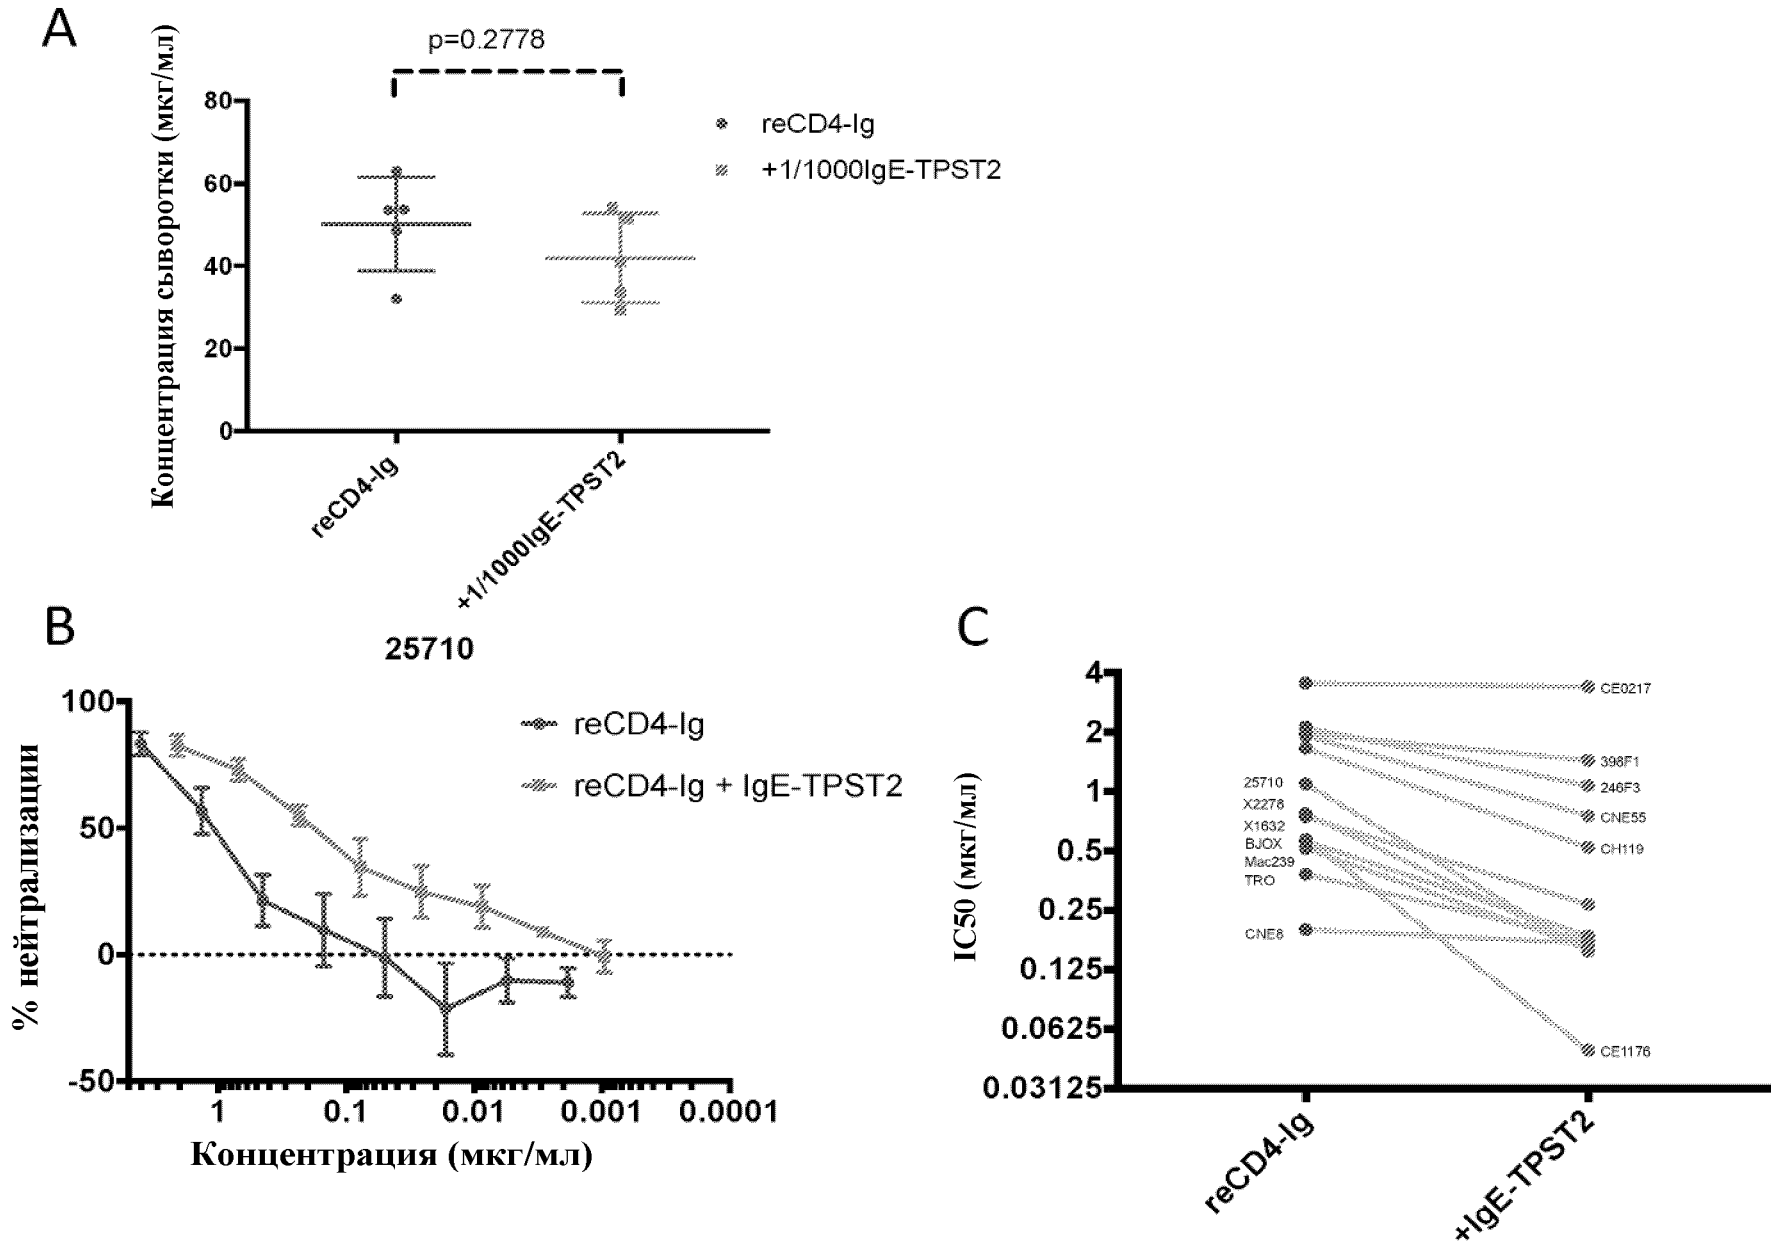 A
p=0.2778
Концентрация сыворотки (мкг/мл)
80
60
40
20
0
reCD4-Ig
+1/1000IgE-TPST2
reCD4-Ig
+1/1000IgE-TPST2
B
25710
% нейтрализации
100
50
0
-50
reCD4-Ig
reCD4-Ig + IgE-TPST2
1
0.1
0.01
0.001
0.0001
Концентрация (мкг/мл)
C
IC50 (мкг/мл)
4
2
1
0.5
0.25
0.125
0.0625
0.03125
25710
X2278
X1632
BJOX
Mac239
TRO
CNE8
CE0217
398F1
246F3
CNE55
CH119
CE1176
reCD4-Ig
+IgE-TPST2